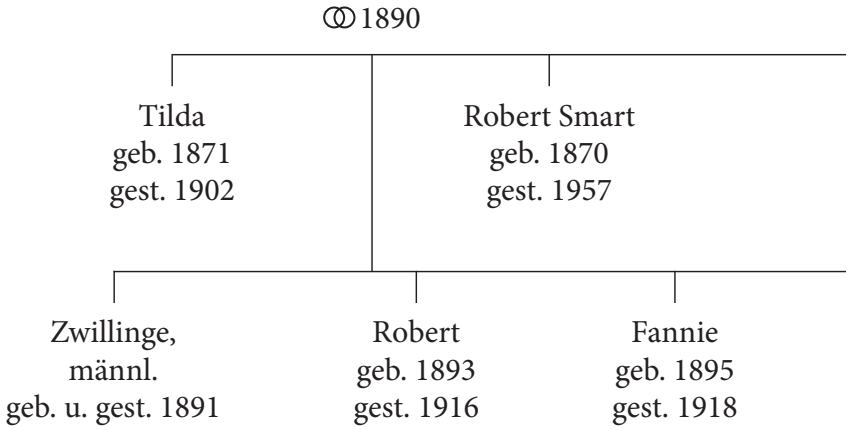 ⚭ 1890
Tilda
geb. 1871
gest. 1902
Robert Smart
geb. 1870
gest. 1957
Zwillinge,
männl.
geb. u. gest. 1891
Robert
geb. 1893
gest. 1916
Fannie
geb. 1895
gest. 1918